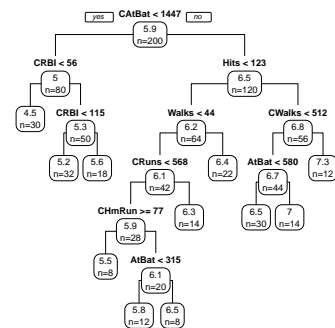 yes CAtBat < 1447 no
5.9
n=200
CRBI < 56 Hits < 123
5 6.5
n=80 n=120
CRBI < 115 Walks < 44 CWalks < 512
4.5 5.3 6.2 6.8
n=30 n=50 n=64 n=56
CRuns < 568 AtBat < 580
5.2 5.6 6.1 6.4 6.7 7.3
n=32 n=18 n=42 n=22 n=44 n=12
CHmRun >= 77
5.9 6.3 6.5 7
n=28 n=14 n=30 n=14
AtBat < 315
5.5 6.1
n=8 n=20
5.8 6.5
n=12 n=8